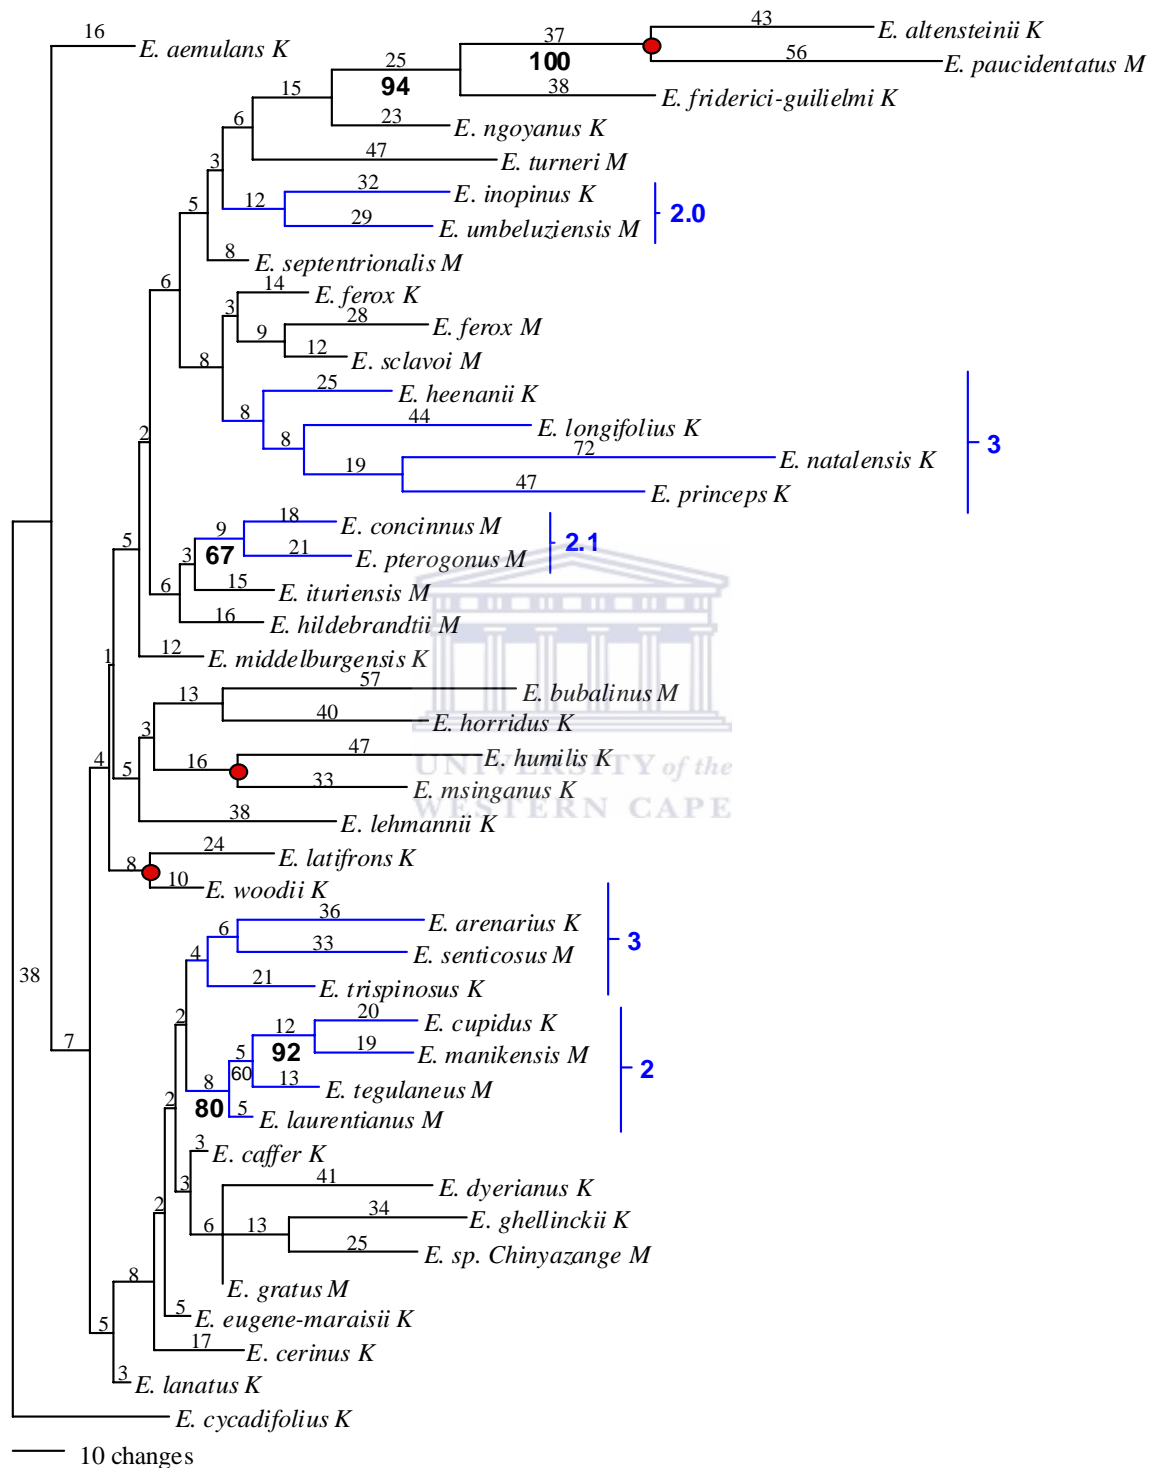 16
E. aemulans K
43
E. altensteinii K
37
56
E. paucidentatus M
25
100
94
38
E. friderici-guilielmi K
15
23
E. ngoyanus K
6
47
E. turneri M
3
32
E. inopinus K
12
2.0
29
E. umbeluziensis M
5
8
E. septentrionalis M
6
14
E. ferox K
3
28
E. ferox M
9
12
E. sclavoi M
8
25
E. heenanii K
8
44
E. longifolius K
8
3
72
E. natalensis K
19
47
E. princeps K
2
18
E. concinnus M
9
2.1
67
21
E. pterogonus M
3
15
E. ituriensis M
6
16
E. hildebrandtii M
5
12
E. middelburgensis K
1
57
E. bubalinus M
13
40
E. horridus K
3
47
E. humilis K
16
33
E. msinganus K
UNIVERSITY of the
WESTERN CAPE
4
5
38
E. lehmannii K
24
E. latifrons K
8
10
E. woodii K
36
E. arenarius K
6
3
33
E. senticosus M
4
21
E. trispinosus K
38
2
20
E. cupidus K
12
92
19
E. manikensis M
5
60
2
13
E. tegulaneus M
8
80
5
E. laurentianus M
7
2
3
E. caffer K
3
41
E. dyerianus K
2
34
E. ghellinckii K
6
13
25
E. sp. Chinyazange M
E. gratus M
8
5
E. eugene-maraisii K
5
17
E. cerinus K
3
E. lanatus K
E. cycadifolius K
10 changes